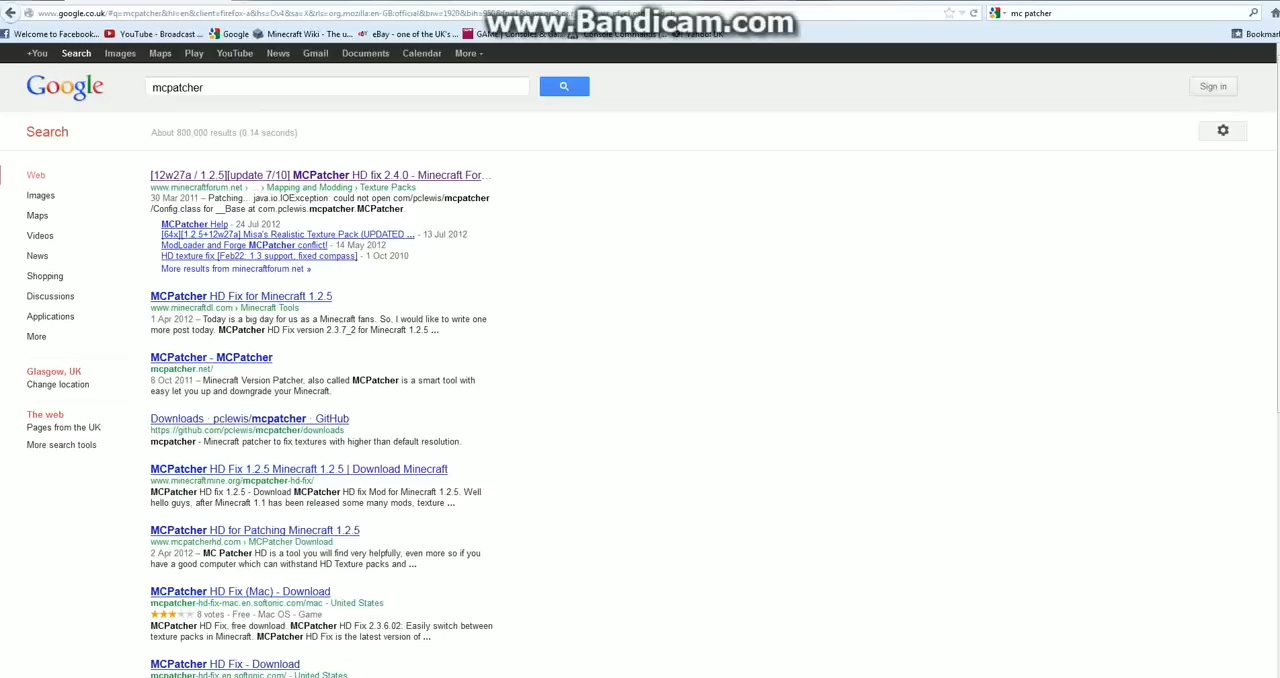 www.google.co.uk/#q=mcpatcher&hl=en&client=firefox-a&hs=Ov4&sa=X&rls=org.mozilla:en-GB:official&
www.Bandicam.com
mc patcher
Welcome to Facebook... YouTube - Broadcast ... Google Minecraft Wiki - The u... eBay - one of the UK's ... Bookmar
+You Search Images Maps Play YouTube News Gmail Documents Calendar More
Google mcpatcher Sign in
Search About 800,000 results (0.14 seconds)
Web
Images
Maps
Videos
News
Shopping
Discussions
Applications
More
Glasgow, UK
Change location
The web
Pages from the UK
More search tools
[12w27a / 1.2.5][update 7/10] MCPatcher HD fix 2.4.0 - Minecraft For...
www.minecraftforum.net › ... › Mapping and Modding › Texture Packs
30 Mar 2011 – Patching... java.io.IOException: could not open com/pclewis/mcpatcher
/Config.class for __Base at com.pclewis.mcpatcher MCPatcher.
MCPatcher Help - 24 Jul 2012
[64x][1.2.5+12w27a] Misa's Realistic Texture Pack (UPDATED ... - 13 Jul 2012
ModLoader and Forge MCPatcher conflict! - 14 May 2012
HD texture fix [Feb22: 1.3 support, fixed compass] - 1 Oct 2010
More results from minecraftforum.net »
MCPatcher HD Fix for Minecraft 1.2.5
www.minecraftdl.com › Minecraft Tools
1 Apr 2012 – Today is a big day for us as a Minecraft fans. So, I would like to write one
more post today. MCPatcher HD Fix version 2.3.7_2 for Minecraft 1.2.5 ...
MCPatcher - MCPatcher
mcpatcher.net/
8 Oct 2011 – Minecraft Version Patcher, also called MCPatcher is a smart tool with
easy let you up and downgrade your Minecraft.
Downloads · pclewis/mcpatcher · GitHub
https://github.com/pclewis/mcpatcher/downloads
mcpatcher - Minecraft patcher to fix textures with higher than default resolution.
MCPatcher HD Fix 1.2.5 Minecraft 1.2.5 | Download Minecraft
www.minecraftmine.org/mcpatcher-hd-fix/
MCPatcher HD fix 1.2.5 - Download MCPatcher HD fix Mod for Minecraft 1.2.5. Well
hello guys, after Minecraft 1.1 has been released some many mods, texture ...
MCPatcher HD for Patching Minecraft 1.2.5
www.mcpatcherhd.com › MCPatcher Download
2 Apr 2012 – MC Patcher HD is a tool you will find very helpfully, even more so if you
have a good computer which can withstand HD Texture packs and ...
MCPatcher HD Fix (Mac) - Download
mcpatcher-hd-fix-mac.en.softonic.com/mac - United States
8 votes - Free - Mac OS - Game
MCPatcher HD Fix, free download. MCPatcher HD Fix 2.3.6.02: Easily switch between
texture packs in Minecraft. MCPatcher HD Fix is the latest version of ...
MCPatcher HD Fix - Download
mcpatcher-hd-fix.en.softonic.com/ - United States